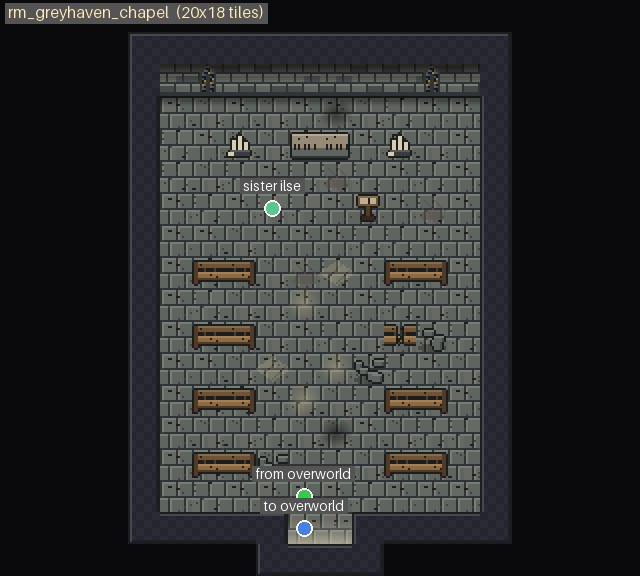 rm_greyhaven_chapel (20x18 tiles)
sister ilse
from overworld
to overworld